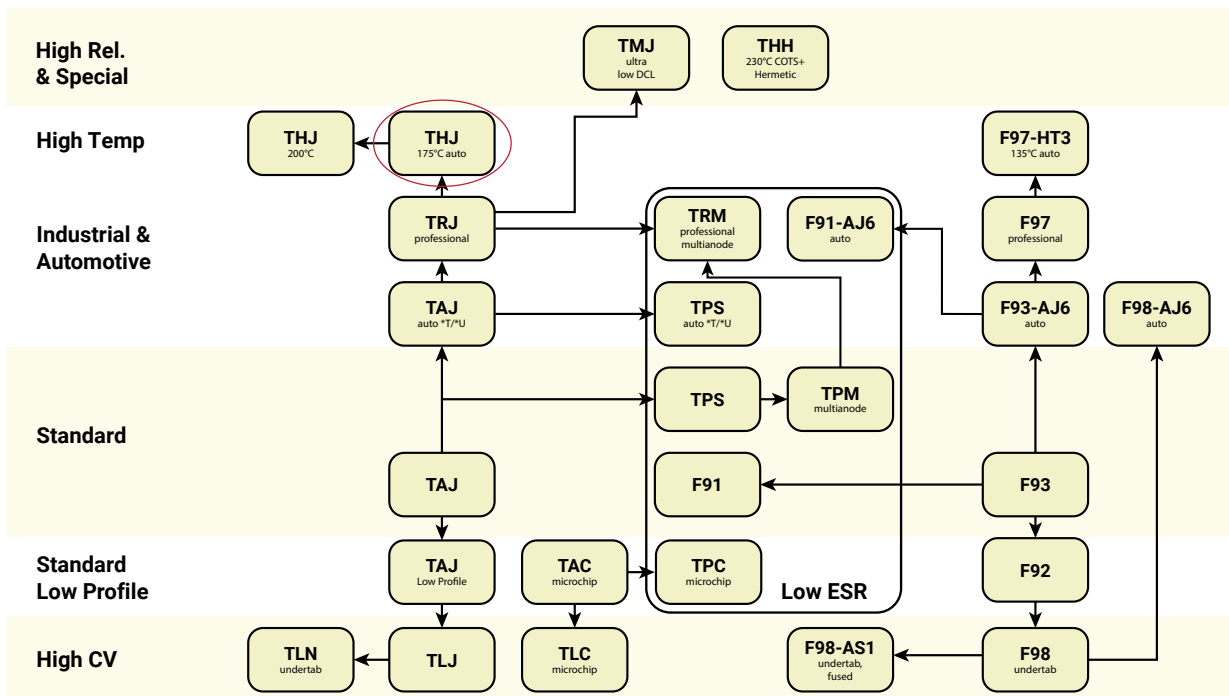 High Rel.
& Special
TMJ
ultra
low DCL
THH
230°C COTS+
Hermetic
High Temp
THJ
200°C
THJ
175°C auto
F97-HT3
135°C auto
Industrial &
Automotive
TRJ
professional
TRM
professional
multianode
F91-AJ6
auto
F97
professional
TAJ
auto *T/*U
TPS
auto *T/*U
F93-AJ6
auto
F98-AJ6
auto
Standard
TPS
TPM
multianode
TAJ
F91
F93
Standard
Low Profile
TAJ
Low Profile
TAC
microchip
TPC
microchip
Low ESR
F92
High CV
TLN
undertab
TLJ
TLC
microchip
F98-AS1
undertab,
fused
F98
undertab